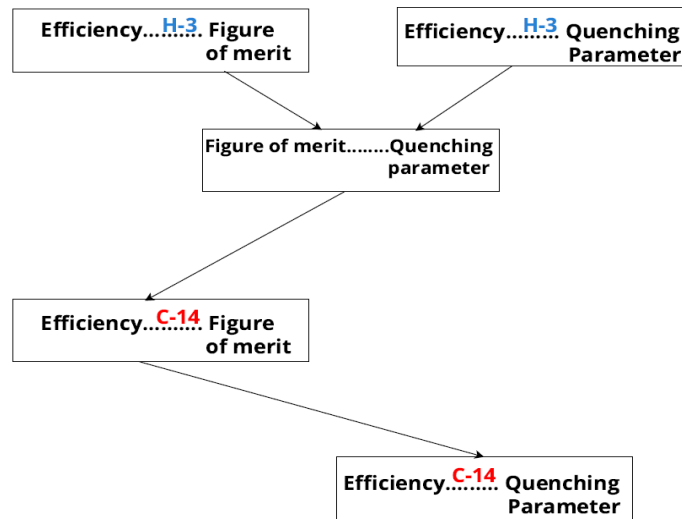 Efficiency..........H-3 Figure
of merit
Efficiency.........H-3 Quenching
Parameter
Figure of merit........Quenching
parameter
Efficiency..........C-14 Figure
of merit
Efficiency.........C-14 Quenching
Parameter